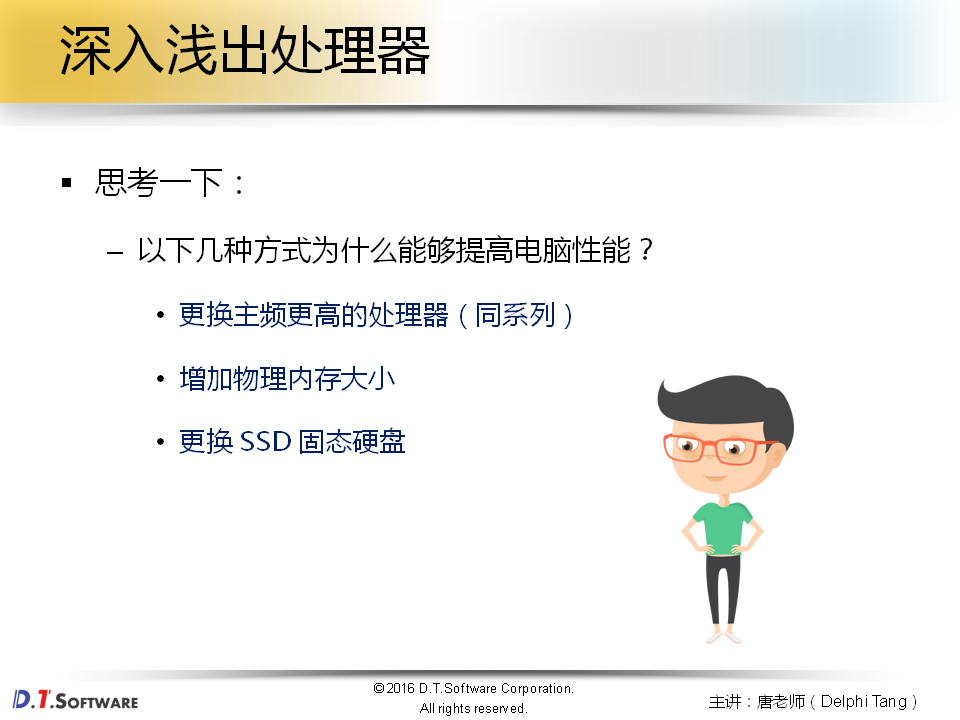 深入浅出处理器
思考一下：
以下几种方式为什么能够提高电脑性能？
更换主频更高的处理器（同系列）
增加物理内存大小
更换 SSD 固态硬盘
D.T.SOFTWARE
©2016 D.T.Software Corporation.
All rights reserved.
主讲：唐老师（Delphi Tang）